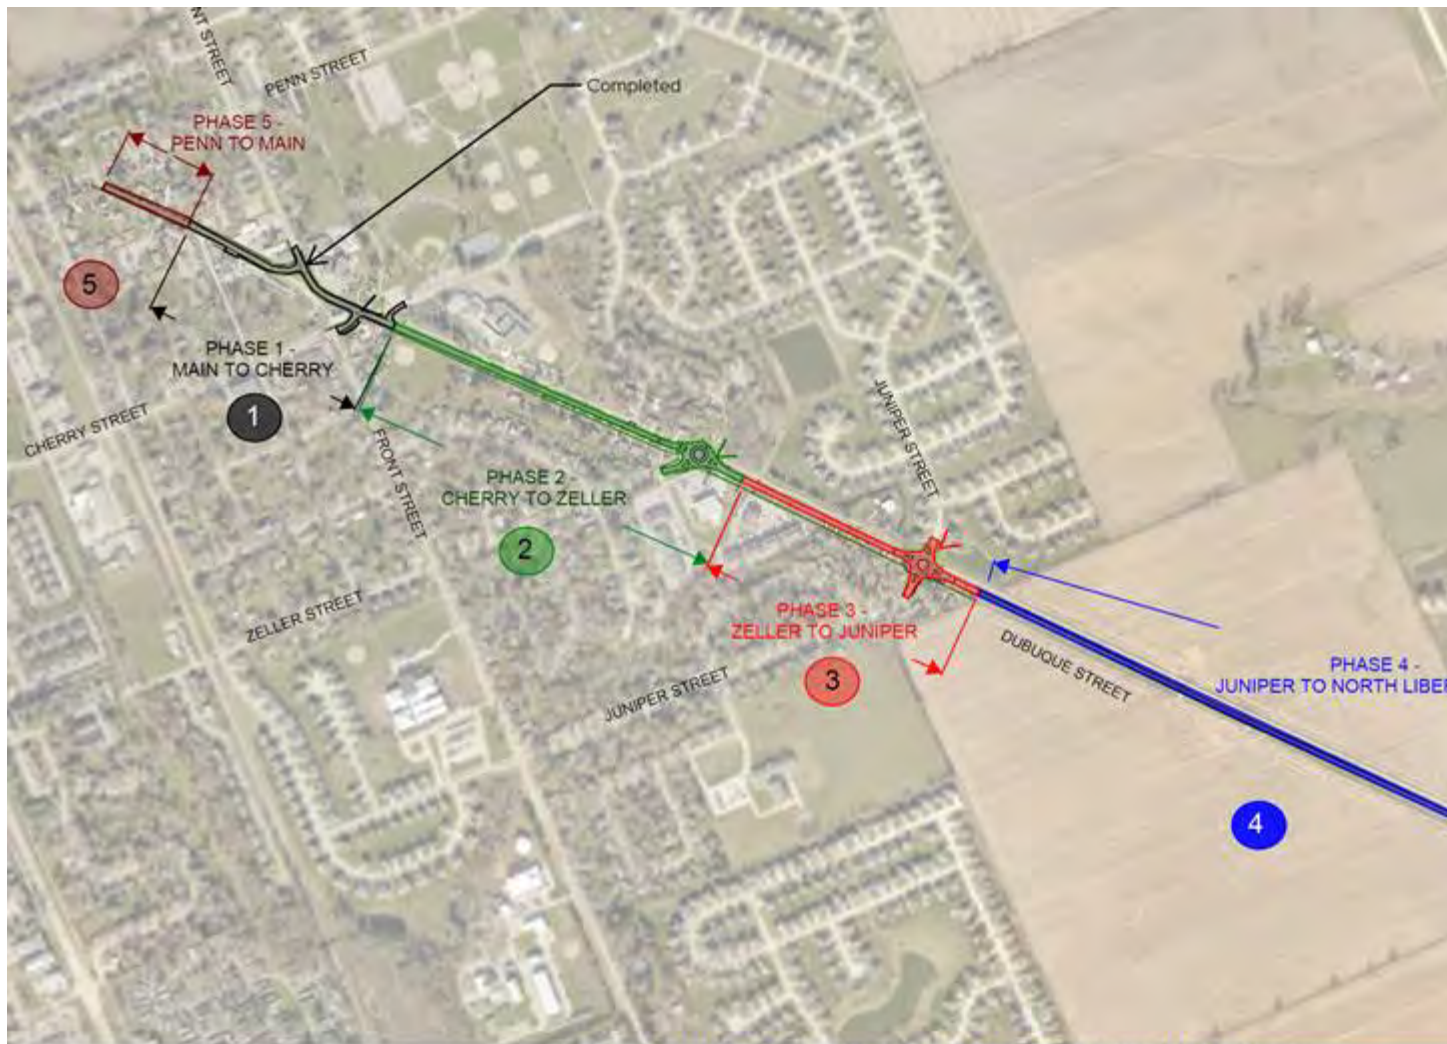 NT STREET
PENN STREET
Completed
PHASE 5 -
PENN TO MAIN
5
PHASE 1 -
MAIN TO CHERRY
1
CHERRY STREET
FRONT STREET
JUNIPER STREET
PHASE 2 -
CHERRY TO ZELLER
2
ZELLER STREET
PHASE 3 -
ZELLER TO JUNIPER
3
JUNIPER STREET
DUBUQUE STREET
PHASE 4 -
JUNIPER TO NORTH LIBER
4